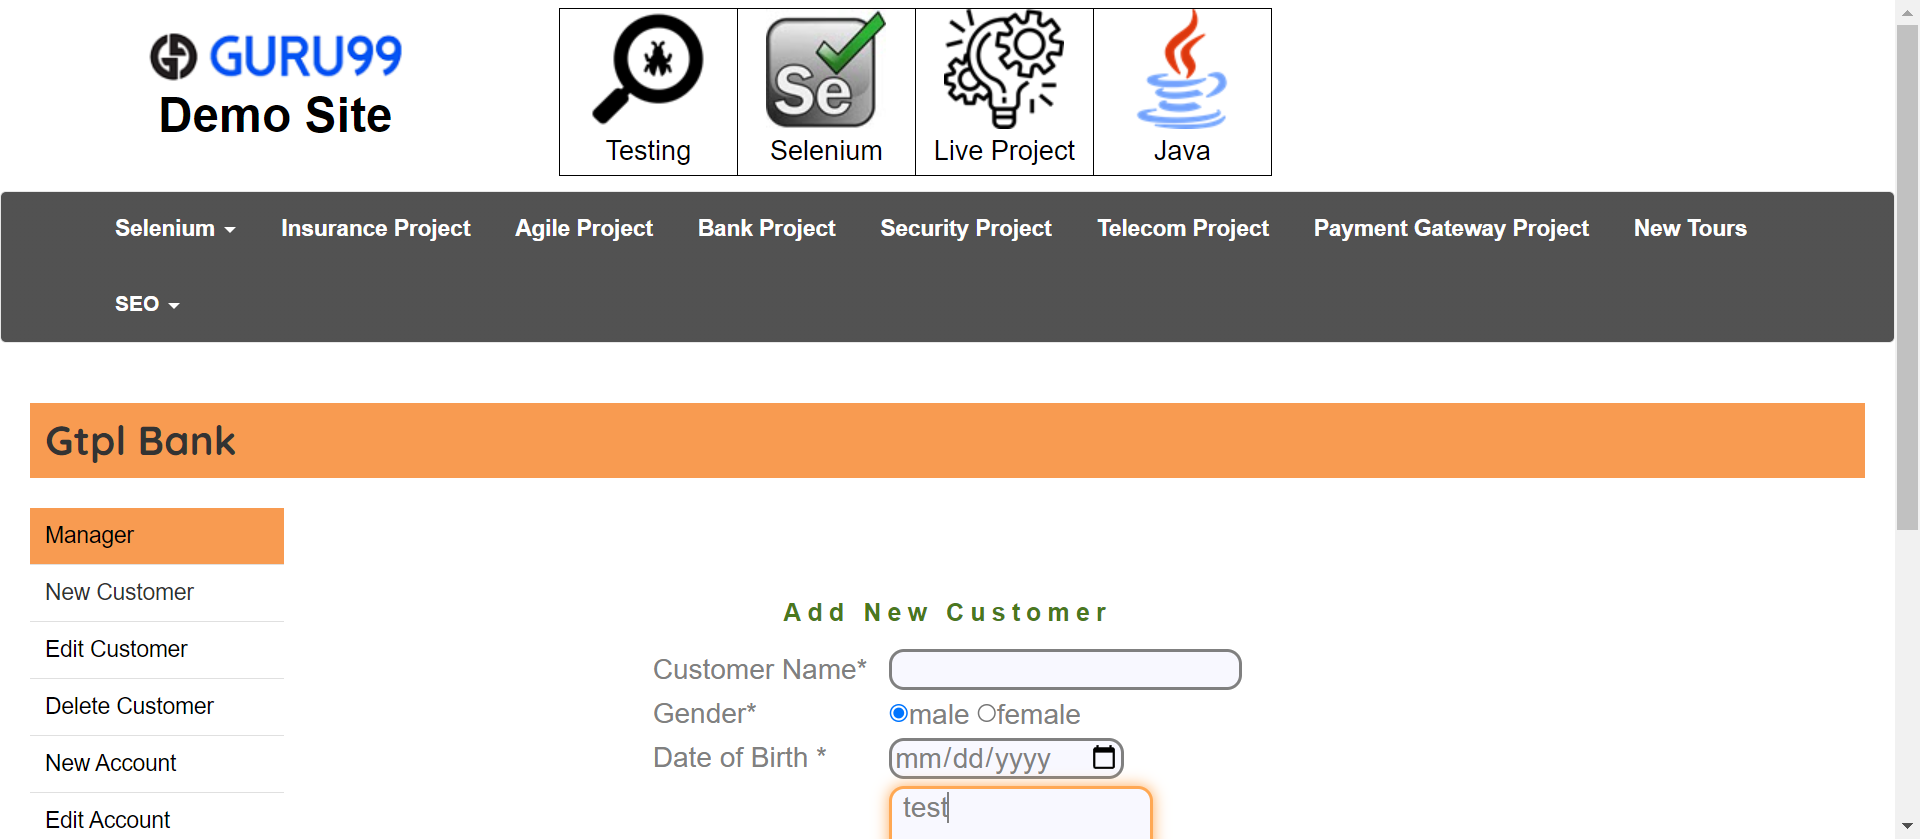 GURU99
Demo Site
Testing
Se
Selenium
Live Project
Java
Selenium
Insurance Project
Agile Project
Bank Project
Security Project
Telecom Project
Payment Gateway Project
New Tours
SEO
Gtpl Bank
Manager
New Customer
Edit Customer
Delete Customer
New Account
Edit Account
Add New Customer
Customer Name*
Gender*
male female
Date of Birth *
mm/dd/yyyy
test